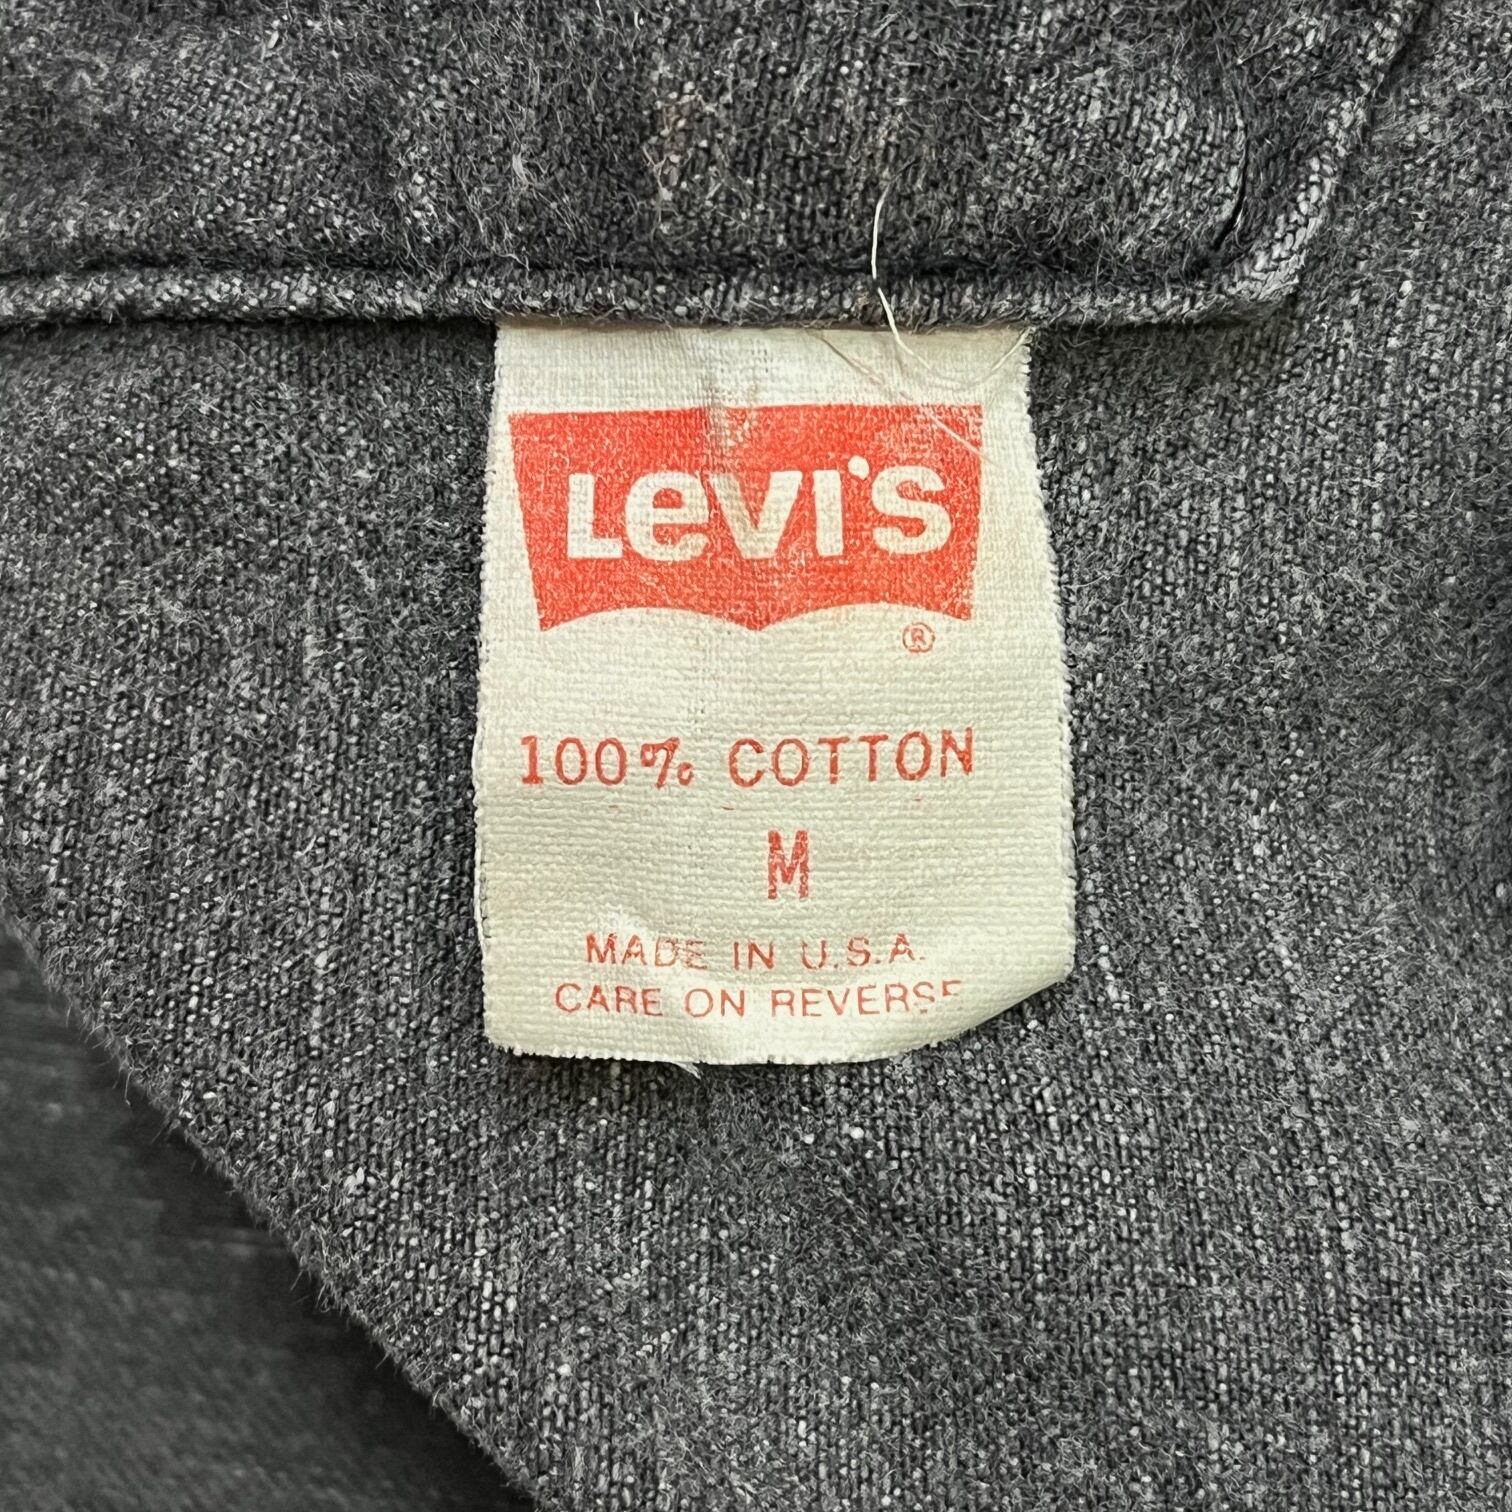 LeVI'S
®
100% COTTON
M
MADE IN U.S.A.
CARE ON REVERSE